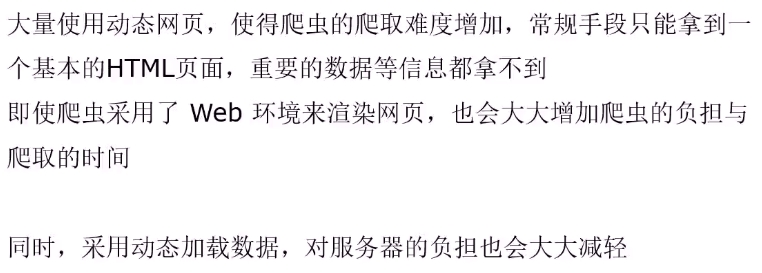 大量使用动态网页，使得爬虫的爬取难度增加，常规手段只能拿到一
个基本的HTML页面，重要的数据等信息都拿不到
即使爬虫采用了 Web 环境来渲染网页，也会大大增加爬虫的负担与
爬取的时间
同时，采用动态加载数据，对服务器的负担也会大大减轻